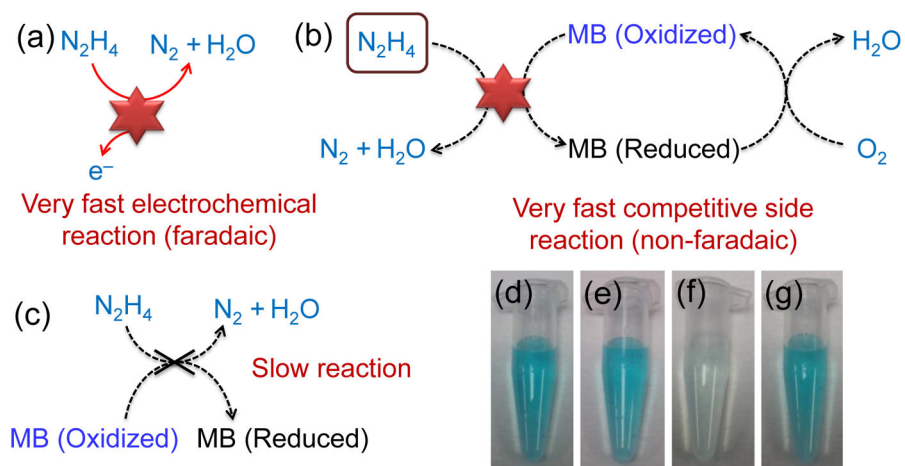 (a)
N₂H₄ N₂ + H₂O
e⁻
Very fast electrochemical
reaction (faradaic)
(b)
N₂H₄ MB (Oxidized) H₂O
N₂ + H₂O MB (Reduced) O₂
Very fast competitive side
reaction (non-faradaic)
(c)
N₂H₄ N₂ + H₂O
Slow reaction
MB (Oxidized) MB (Reduced)
(d) (e) (f) (g)